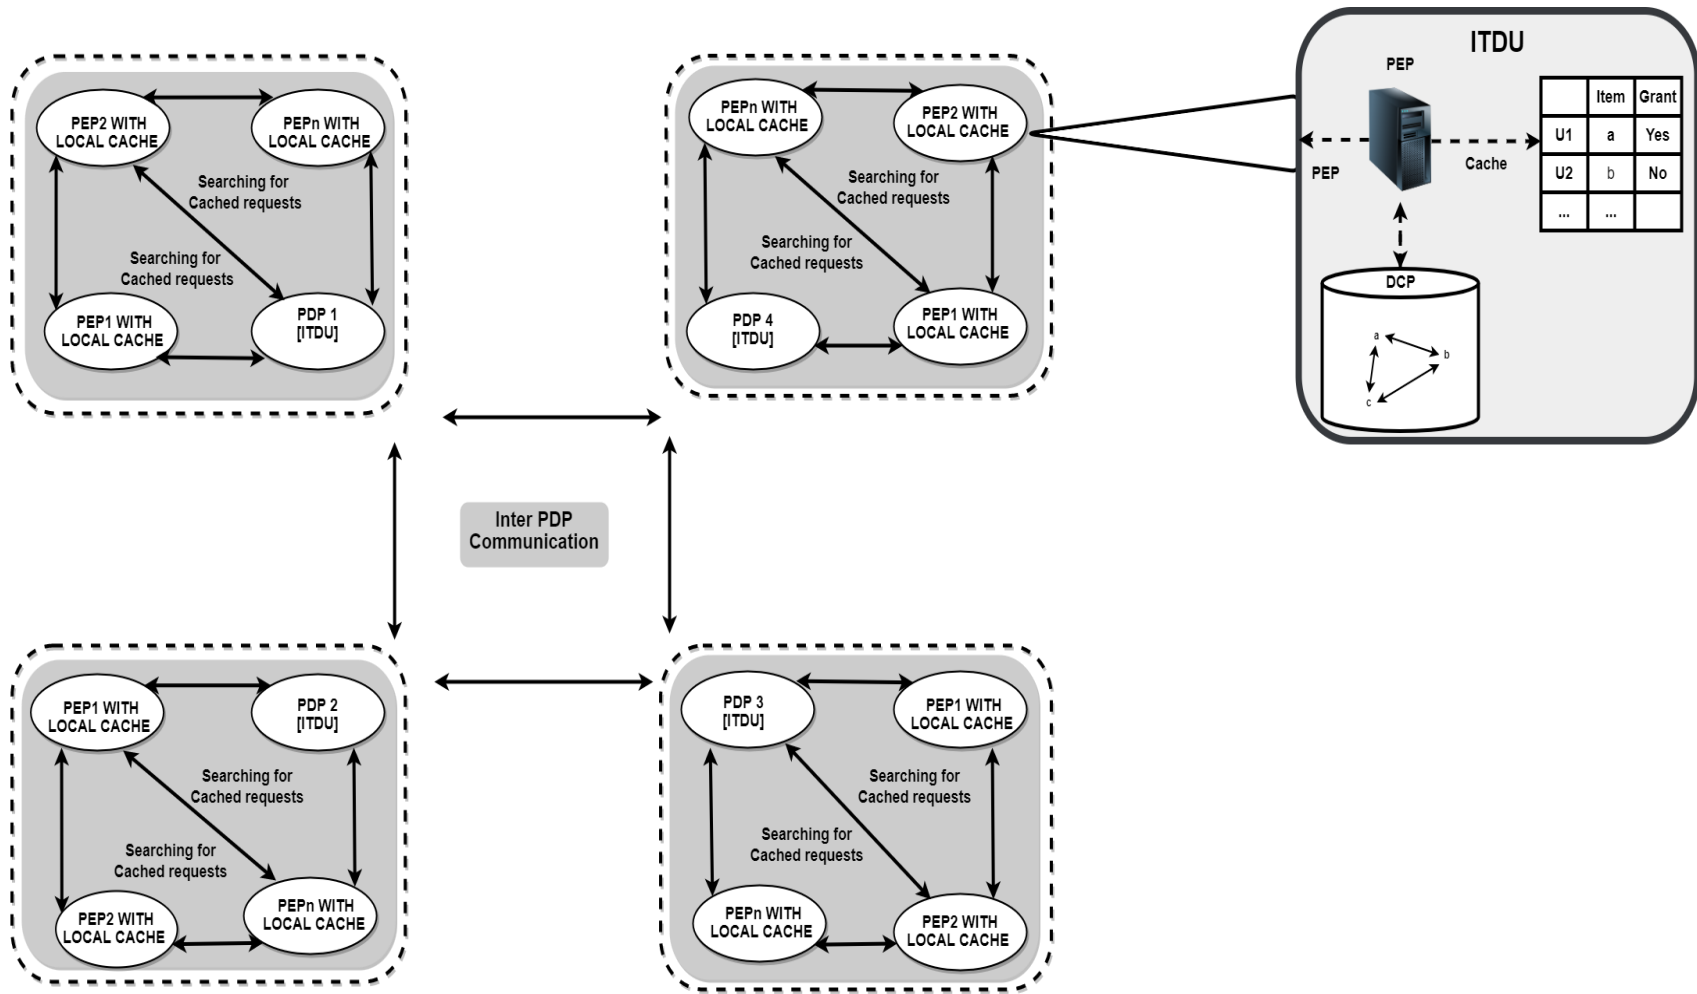 PEP2 WITH
LOCAL CACHE
PEPn WITH
LOCAL CACHE
Searching for
Cached requests
Searching for
Cached requests
PEP1 WITH
LOCAL CACHE
PDP 1
[ITDU]
PEPn WITH
LOCAL CACHE
PEP2 WITH
LOCAL CACHE
Searching for
Cached requests
Searching for
Cached requests
PDP 4
[ITDU]
PEP1 WITH
LOCAL CACHE
ITDU
PEP
PEP
Cache
Item Grant
U1 a Yes
U2 b No
... ...
DCP
a
b
c
Inter PDP
Communication
PEP1 WITH
LOCAL CACHE
PDP 2
[ITDU]
Searching for
Cached requests
Searching for
Cached requests
PEP2 WITH
LOCAL CACHE
PEPn WITH
LOCAL CACHE
PDP 3
[ITDU]
PEP1 WITH
LOCAL CACHE
Searching for
Cached requests
Searching for
Cached requests
PEPn WITH
LOCAL CACHE
PEP2 WITH
LOCAL CACHE